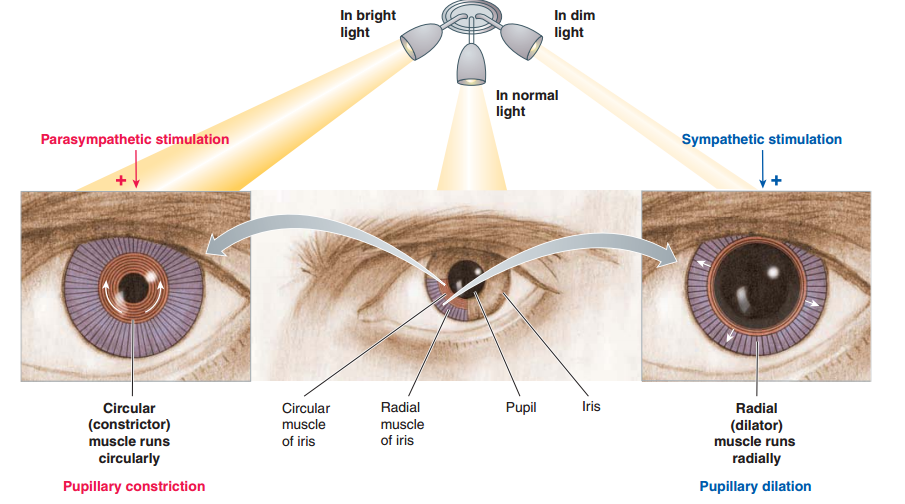 In bright
light
In dim
light
In normal
light
Parasympathetic stimulation
+
Sympathetic stimulation
+
Circular
(constrictor)
muscle runs
circularly
Pupillary constriction
Circular
muscle
of iris
Radial
muscle
of iris
Pupil
Iris
Radial
(dilator)
muscle runs
radially
Pupillary dilation